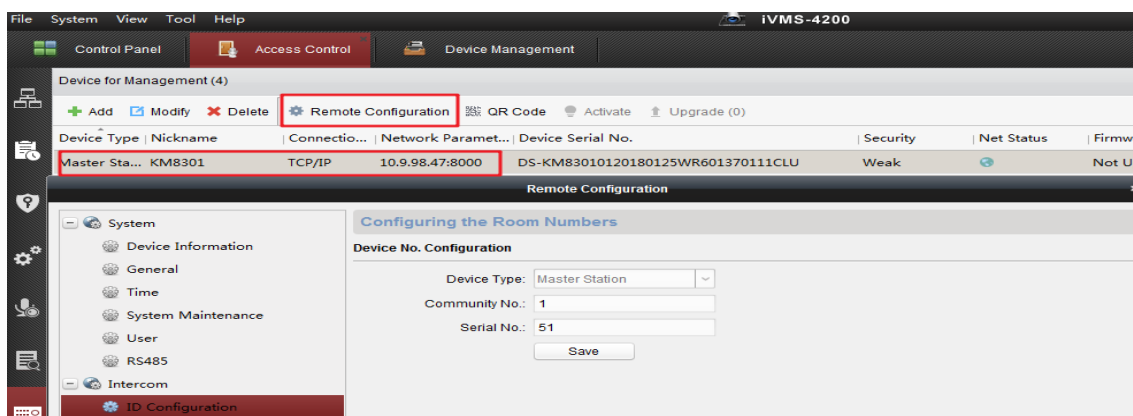 File System View Tool Help iVMS-4200
Control Panel Access Control Device Management
Device for Management (4)
Add Modify Delete Remote Configuration QR Code Activate Upgrade (0)
Device Type Nickname Connectio... Network Paramet... Device Serial No. Security Net Status Firmw
Master Sta... KM8301 TCP/IP 10.9.98.47:8000 DS-KM83010120180125WR601370111CLU Weak Not U
Remote Configuration
System
Configuring the Room Numbers
Device Information
Device No. Configuration
General
Device Type: Master Station
Time
Community No.: 1
System Maintenance
Serial No.: 51
User
Save
RS485
Intercom
ID Configuration